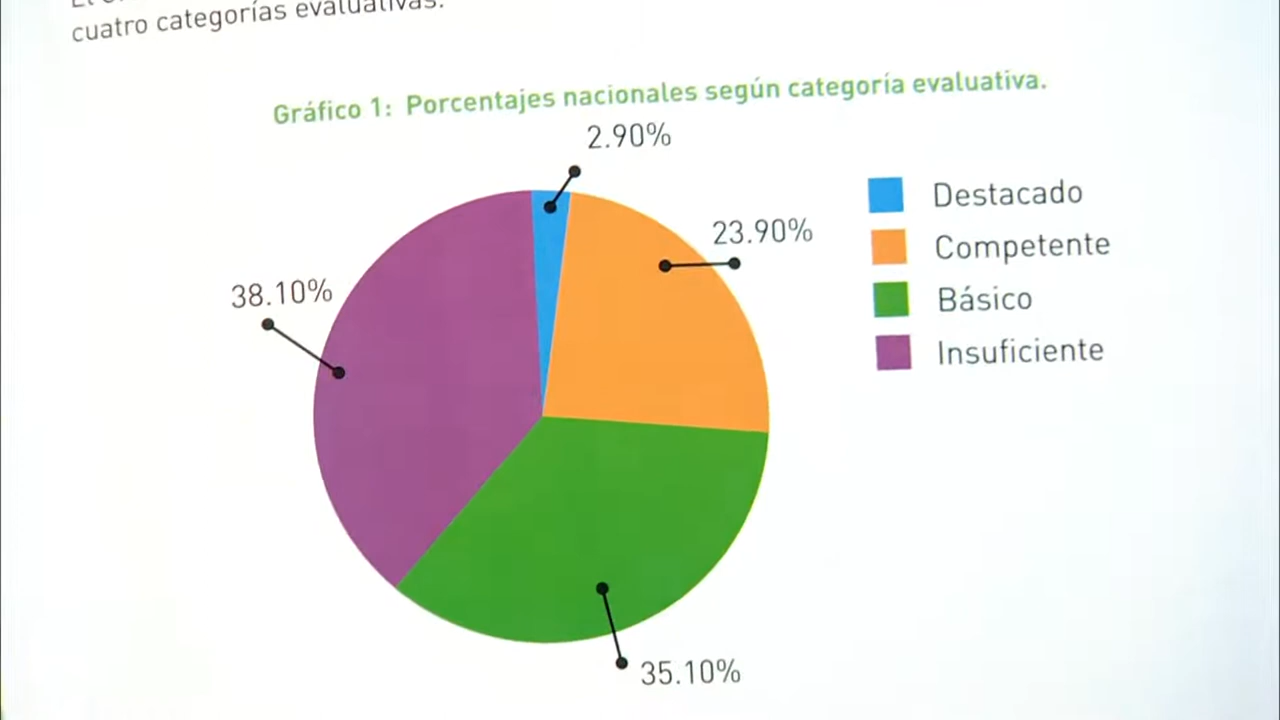 cuatro categorías evaluativas.
Gráfico 1: Porcentajes nacionales según categoría evaluativa.
2.90%
23.90%
38.10%
35.10%
Destacado
Competente
Básico
Insuficiente